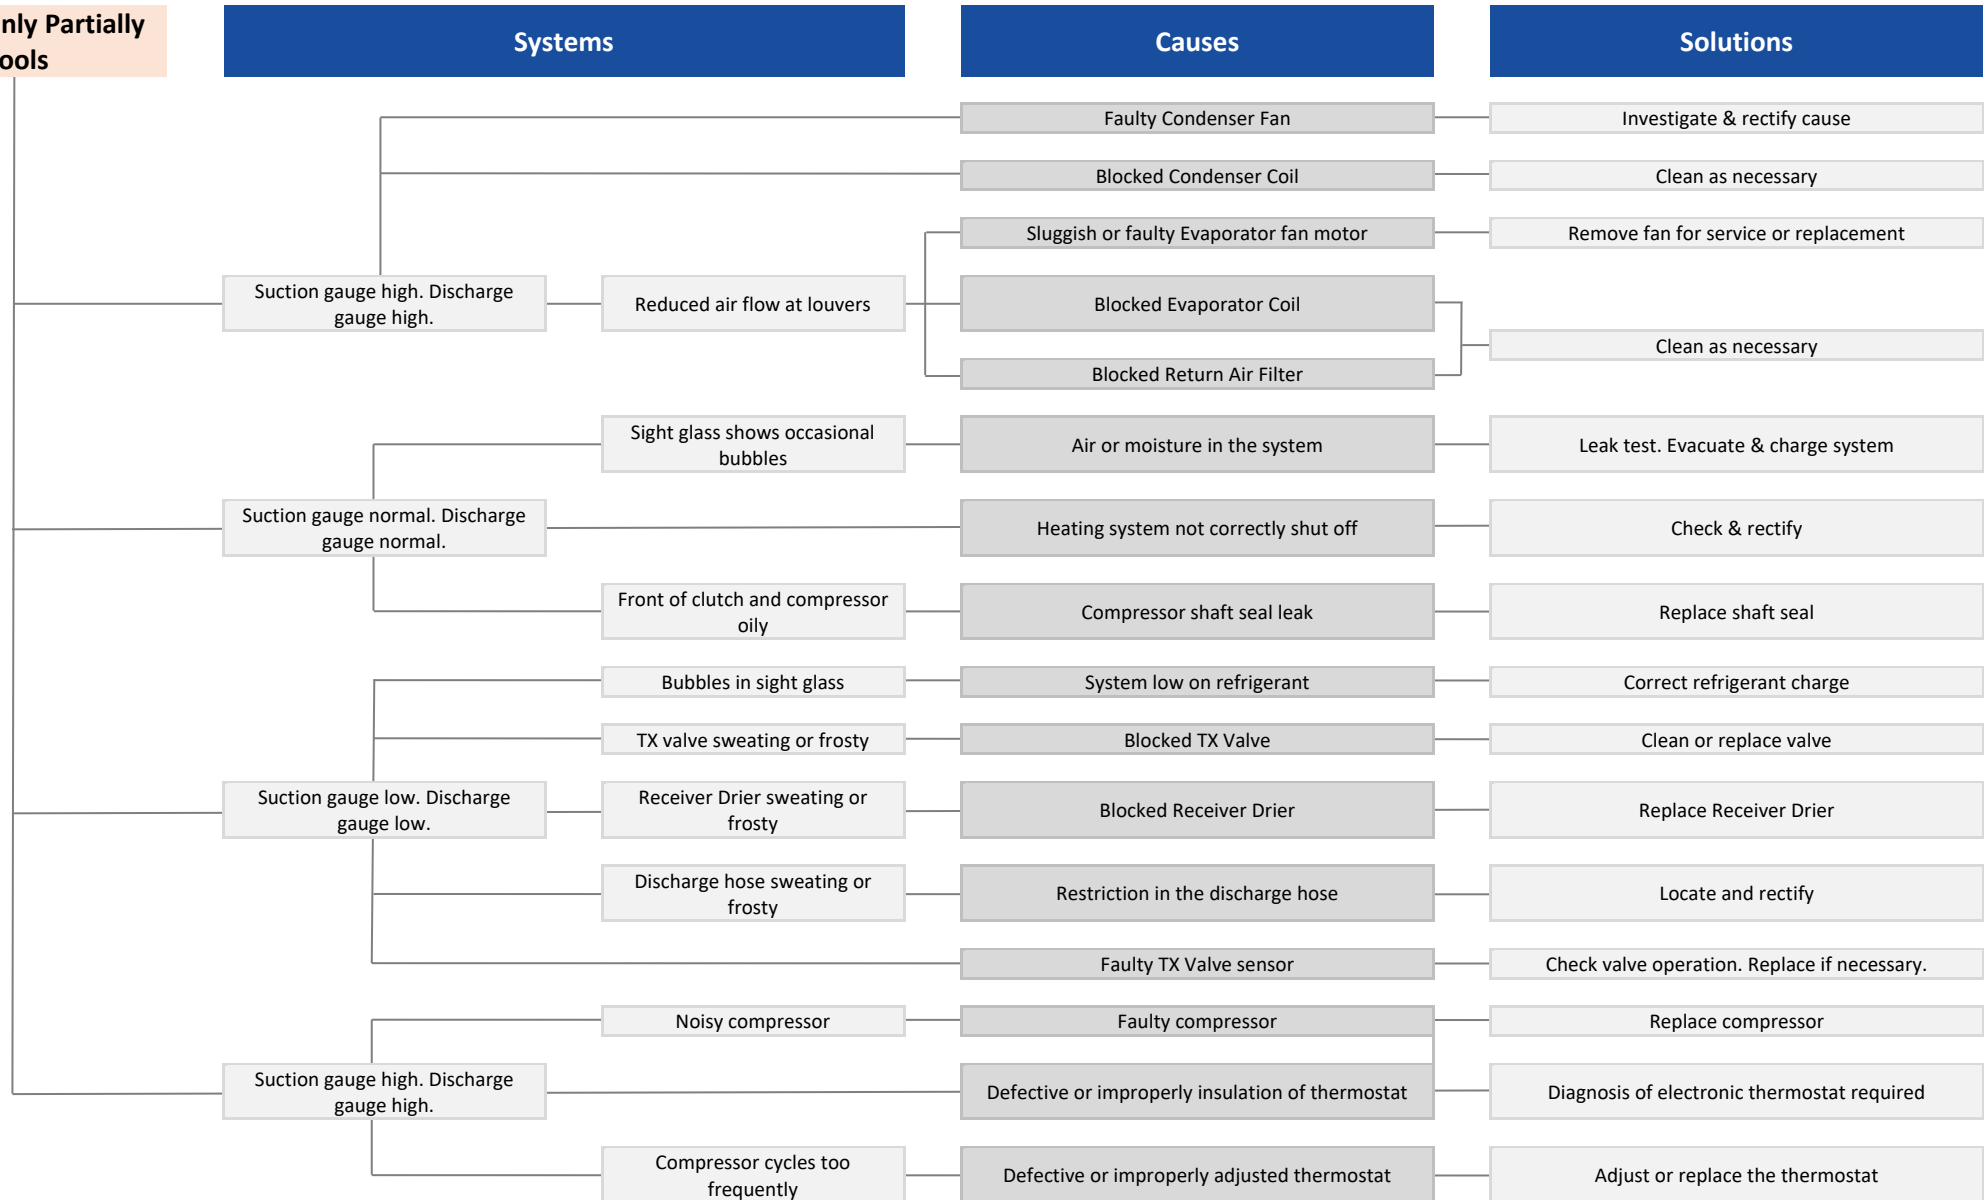 nly Partially
ools
Systems
Causes
Solutions
Faulty Condenser Fan
Investigate & rectify cause
Blocked Condenser Coil
Clean as necessary
Sluggish or faulty Evaporator fan motor
Remove fan for service or replacement
Suction gauge high. Discharge
gauge high.
Reduced air flow at louvers
Blocked Evaporator Coil
Clean as necessary
Blocked Return Air Filter
Sight glass shows occasional
bubbles
Air or moisture in the system
Leak test. Evacuate & charge system
Suction gauge normal. Discharge
gauge normal.
Heating system not correctly shut off
Check & rectify
Front of clutch and compressor
oily
Compressor shaft seal leak
Replace shaft seal
Bubbles in sight glass
System low on refrigerant
Correct refrigerant charge
TX valve sweating or frosty
Blocked TX Valve
Clean or replace valve
Suction gauge low. Discharge
gauge low.
Receiver Drier sweating or
frosty
Blocked Receiver Drier
Replace Receiver Drier
Discharge hose sweating or
frosty
Restriction in the discharge hose
Locate and rectify
Faulty TX Valve sensor
Check valve operation. Replace if necessary.
Noisy compressor
Faulty compressor
Replace compressor
Suction gauge high. Discharge
gauge high.
Defective or improperly insulation of thermostat
Diagnosis of electronic thermostat required
Compressor cycles too
frequently
Defective or improperly adjusted thermostat
Adjust or replace the thermostat